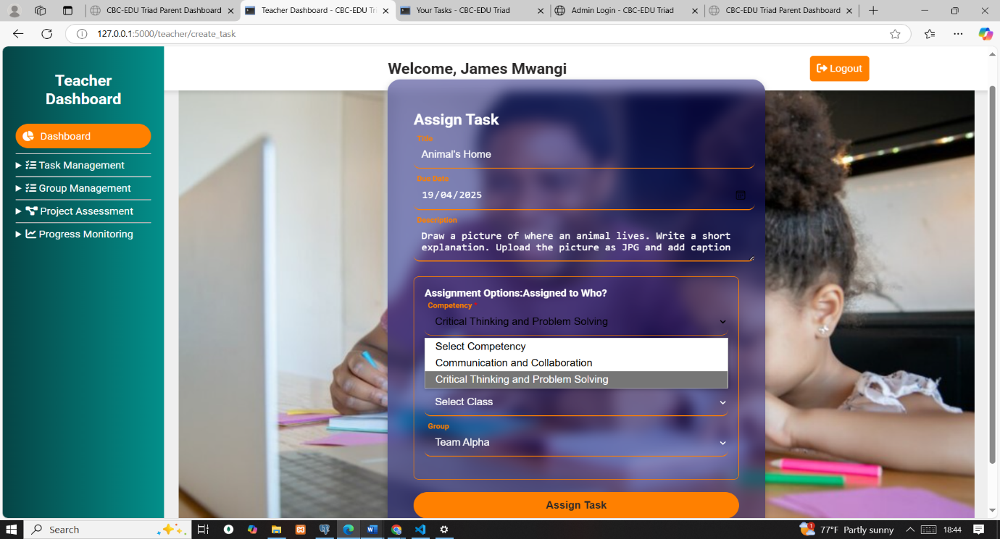 CBC-EDU Triad Parent Dashboard
Teacher Dashboard - CBC-EDU Tri
Your Tasks - CBC-EDU Triad
Admin Login - CBC-EDU Triad
CBC-EDU Triad Parent Dashboard
127.0.0.1:5000/teacher/create_task
Teacher
Dashboard
Dashboard
Task Management
Group Management
Project Assessment
Progress Monitoring
Welcome, James Mwangi
Logout
Assign Task
Title
Animal's Home
Due Date
19/04/2025
Description
Draw a picture of where an animal lives. Write a short
explanation. Upload the picture as JPG and add caption
Assignment Options:Assigned to Who?
Competency *
Critical Thinking and Problem Solving
Select Competency
Communication and Collaboration
Critical Thinking and Problem Solving
Select Class
Group
Team Alpha
Assign Task
Search
1
77°F Partly sunny
18:44